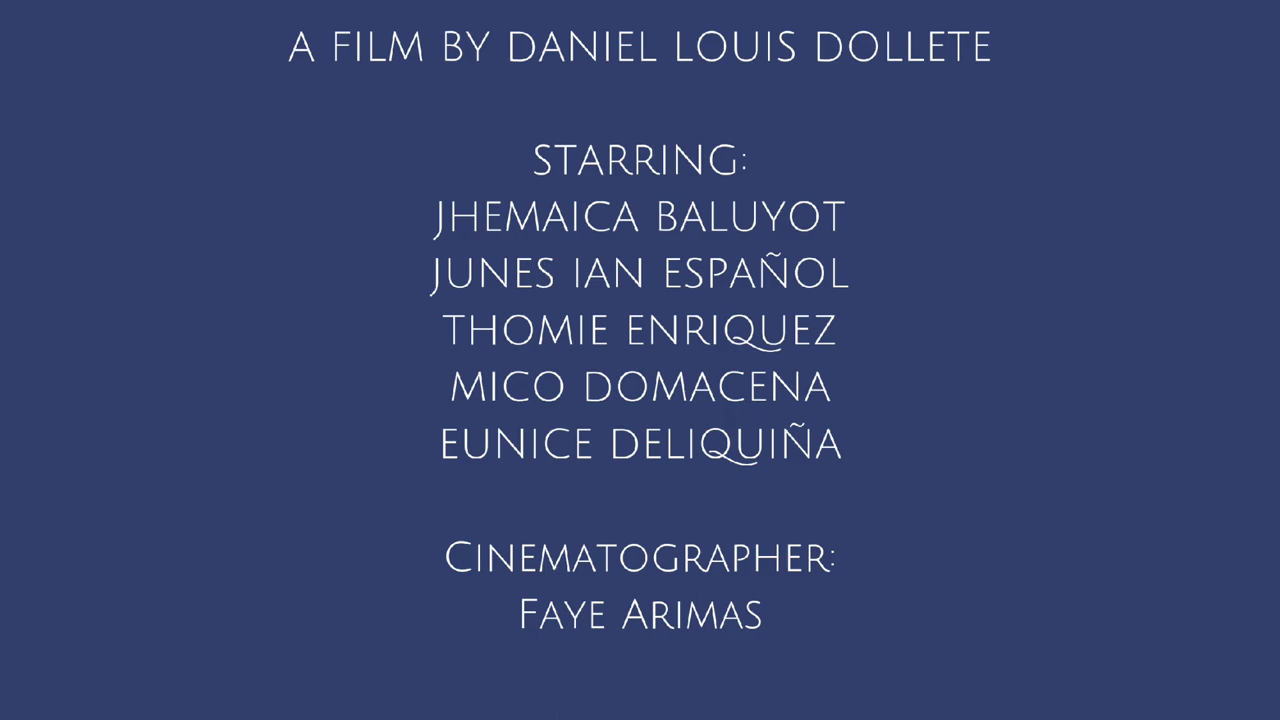 A FILM BY DANIEL LOUIS DOLLETE
STARRING:
JHEMAICA BALUYOT
JUNES IAN ESPAÑOL
THOMIE ENRIQUEZ
MICO DOMACENA
EUNICE DELIQUIÑA
CINEMATOGRAPHER:
FAYE ARIMAS